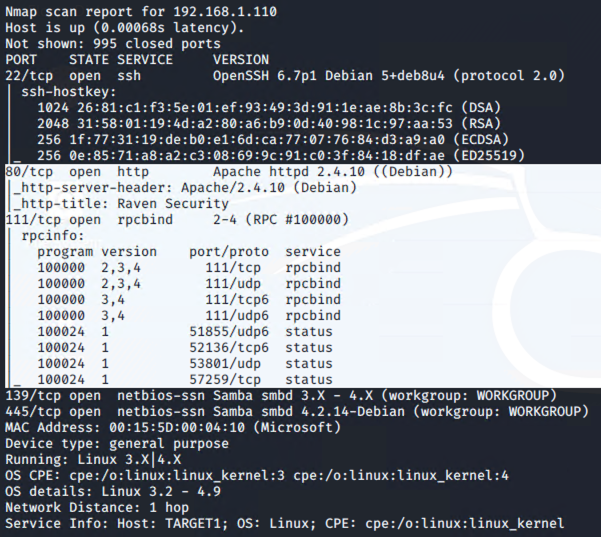 Nmap scan report for 192.168.1.110
Host is up (0.00068s latency).
Not shown: 995 closed ports
PORT    STATE SERVICE     VERSION
22/tcp  open  ssh         OpenSSH 6.7p1 Debian 5+deb8u4 (protocol 2.0)
| ssh-hostkey:
|   1024 26:81:c1:f3:5e:01:ef:93:49:3d:91:1e:ae:8b:3c:fc (DSA)
|   2048 31:58:01:19:4d:a2:80:a6:b9:0d:40:98:1c:97:aa:53 (RSA)
|   256 1f:77:31:19:de:b0:e1:6d:ca:77:07:76:84:d3:a9:a0 (ECDSA)
|_  256 0e:85:71:a8:a2:c3:08:69:9c:91:c0:3f:84:18:df:ae (ED25519)
80/tcp  open  http        Apache httpd 2.4.10 ((Debian))
|_http-server-header: Apache/2.4.10 (Debian)
|_http-title: Raven Security
111/tcp open  rpcbind     2-4 (RPC #100000)
| rpcinfo:
|   program version    port/proto  service
|   100000  2,3,4        111/tcp   rpcbind
|   100000  2,3,4        111/udp   rpcbind
|   100000  3,4          111/tcp6  rpcbind
|   100000  3,4          111/udp6  rpcbind
|   100024  1          51855/udp6  status
|   100024  1          52136/tcp6  status
|   100024  1          53801/udp   status
|_  100024  1          57259/tcp   status
139/tcp open  netbios-ssn Samba smbd 3.X - 4.X (workgroup: WORKGROUP)
445/tcp open  netbios-ssn Samba smbd 4.2.14-Debian (workgroup: WORKGROUP)
MAC Address: 00:15:5D:00:04:10 (Microsoft)
Device type: general purpose
Running: Linux 3.X|4.X
OS CPE: cpe:/o:linux:linux_kernel:3 cpe:/o:linux:linux_kernel:4
OS details: Linux 3.2 - 4.9
Network Distance: 1 hop
Service Info: Host: TARGET1; OS: Linux; CPE: cpe:/o:linux:linux_kernel